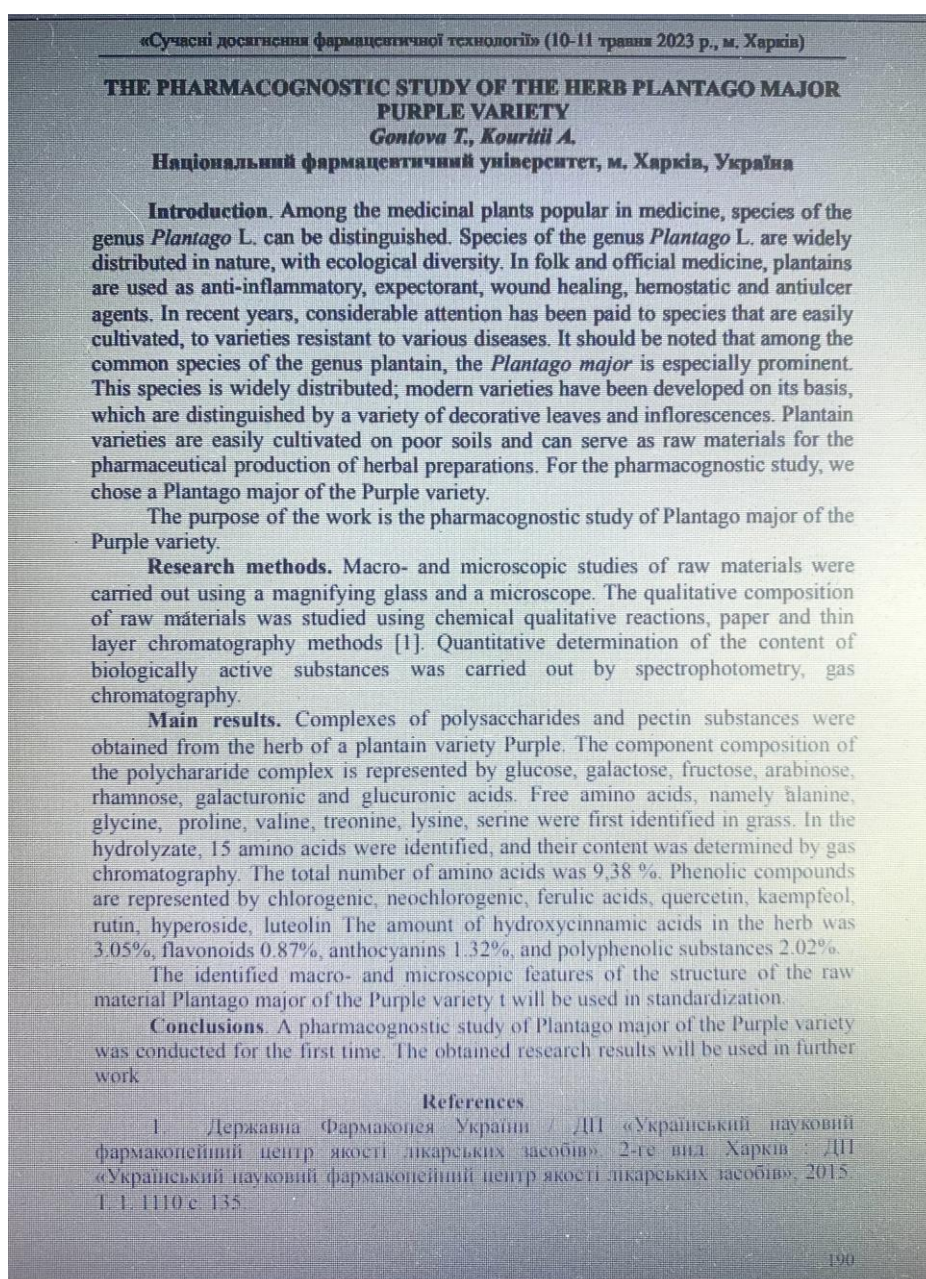 «Сучасні досягнення фармацевтичної технології» (10-11 травня 2023 р., м. Харків)
THE PHARMACOGNOSTIC STUDY OF THE HERB PLANTAGO MAJOR
PURPLE VARIETY
Gontova T., Kouritii A.
Національний фармацевтичний університет, м. Харків, Україна
Introduction. Among the medicinal plants popular in medicine, species of the
genus Plantago L. can be distinguished. Species of the genus Plantago L. are widely
distributed in nature, with ecological diversity. In folk and official medicine, plantains
are used as anti-inflammatory, expectorant, wound healing, hemostatic and antiulcer
agents. In recent years, considerable attention has been paid to species that are easily
cultivated, to varieties resistant to various diseases. It should be noted that among the
common species of the genus plantain, the Plantago major is especially prominent.
This species is widely distributed; modern varieties have been developed on its basis,
which are distinguished by a variety of decorative leaves and inflorescences. Plantain
varieties are easily cultivated on poor soils and can serve as raw materials for the
pharmaceutical production of herbal preparations. For the pharmacognostic study, we
chose a Plantago major of the Purple variety.
The purpose of the work is the pharmacognostic study of Plantago major of the
Purple variety.
Research methods. Macro- and microscopic studies of raw materials were
carried out using a magnifying glass and a microscope. The qualitative composition
of raw materials was studied using chemical qualitative reactions, paper and thin
layer chromatography methods [1]. Quantitative determination of the content of
biologically active substances was carried out by spectrophotometry, gas
chromatography.
Main results. Complexes of polysaccharides and pectin substances were
obtained from the herb of a plantain variety Purple. The component composition of
the polychararide complex is represented by glucose, galactose, fructose, arabinose,
rhamnose, galacturonic and glucuronic acids. Free amino acids, namely alanine,
glycine, proline, valine, treonine, lysine, serine were first identified in grass. In the
hydrolyzate, 15 amino acids were identified, and their content was determined by gas
chromatography. The total number of amino acids was 9,38 %. Phenolic compounds
are represented by chlorogenic, neochlorogenic, ferulic acids, quercetin, kaempfeol,
rutin, hyperoside, luteolin The amount of hydroxycinnamic acids in the herb was
3.05%, flavonoids 0.87%, anthocyanins 1.32%, and polyphenolic substances 2.02%.
The identified macro- and microscopic features of the structure of the raw
material Plantago major of the Purple variety t will be used in standardization.
Conclusions. A pharmacognostic study of Plantago major of the Purple variety
was conducted for the first time. The obtained research results will be used in further
work
References
1. Державна Фармакопея України / ДП «Український науковий
фармакопейний центр якості лікарських засобів». 2-ге вид. Харків : ДП
«Український науковий фармакопейний центр якості лікарських засобів», 2015.
Т. 1. 1110 с. 135.
190